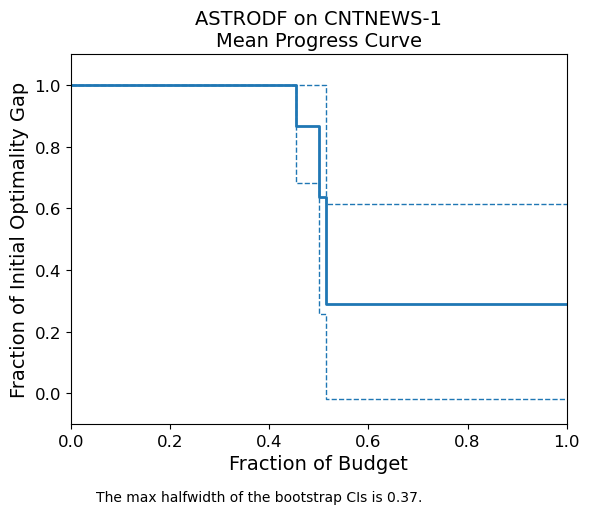 ASTRODF on CNTNEWS-1
Mean Progress Curve
Fraction of Initial Optimality Gap
1.0
0.8
0.6
0.4
0.2
0.0
0.0 0.2 0.4 0.6 0.8 1.0
Fraction of Budget
The max halfwidth of the bootstrap CIs is 0.37.